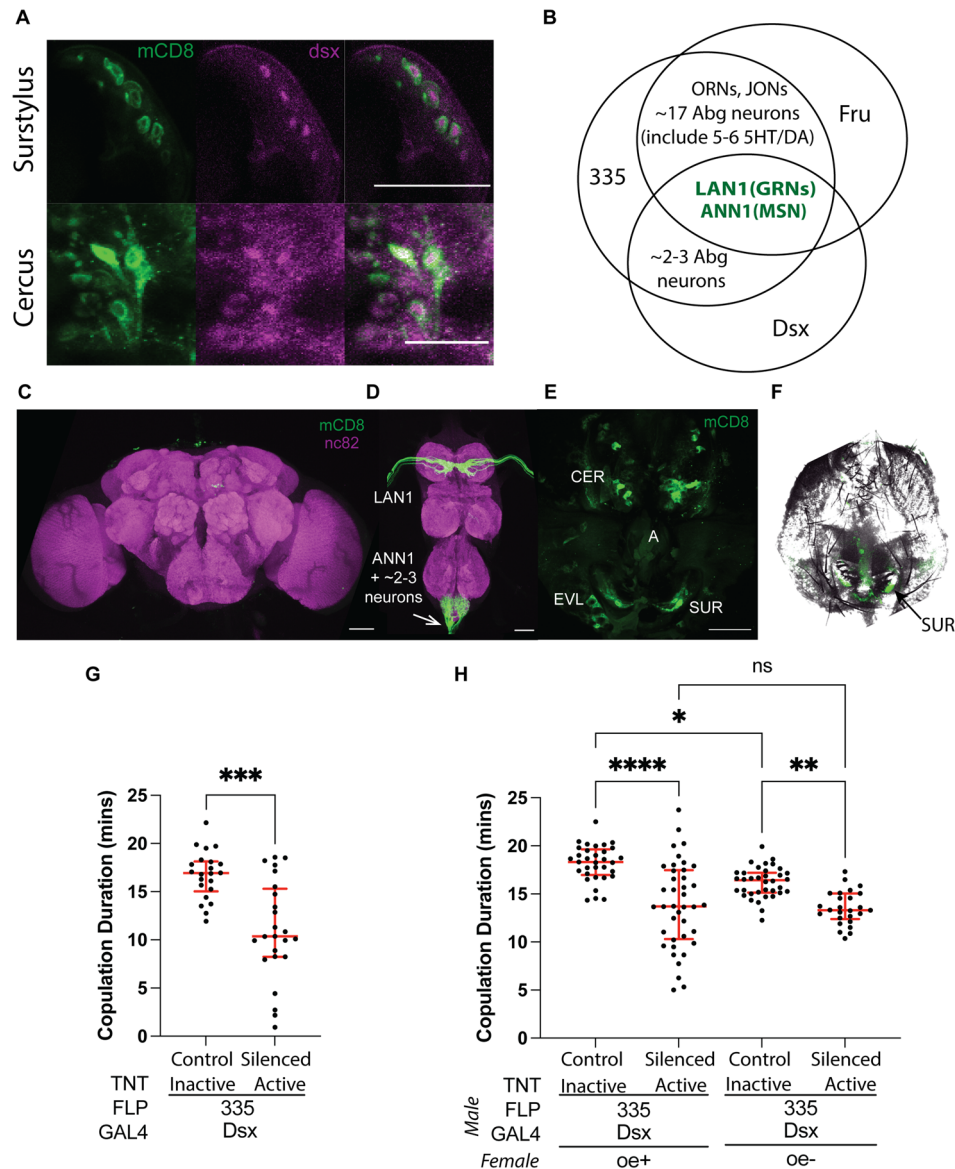 A
B
mCD8
dsx
Surstylus
Cercus
ORNs, JONs
~17 Abg neurons
(include 5-6 5HT/DA)
Fru
335
LAN1(GRNs)
ANN1(MSN)
~2-3 Abg
neurons
Dsx
C
D
E
F
mCD8
nc82
LAN1
ANN1
+ ~2-3
neurons
mCD8
CER
A
EVL
SUR
SUR
G
H
***
Copulation Duration (mins)
25
20
15
10
5
0
Control
Silenced
TNT
Inactive
Active
FLP
335
GAL4
Dsx
ns
*
****
**
Copulation Duration (mins)
25
20
15
10
5
0
Control
Silenced
Control
Silenced
Male
TNT
Inactive
Active
Inactive
Active
FLP
335
335
GAL4
Dsx
Dsx
Female
oe+
oe-